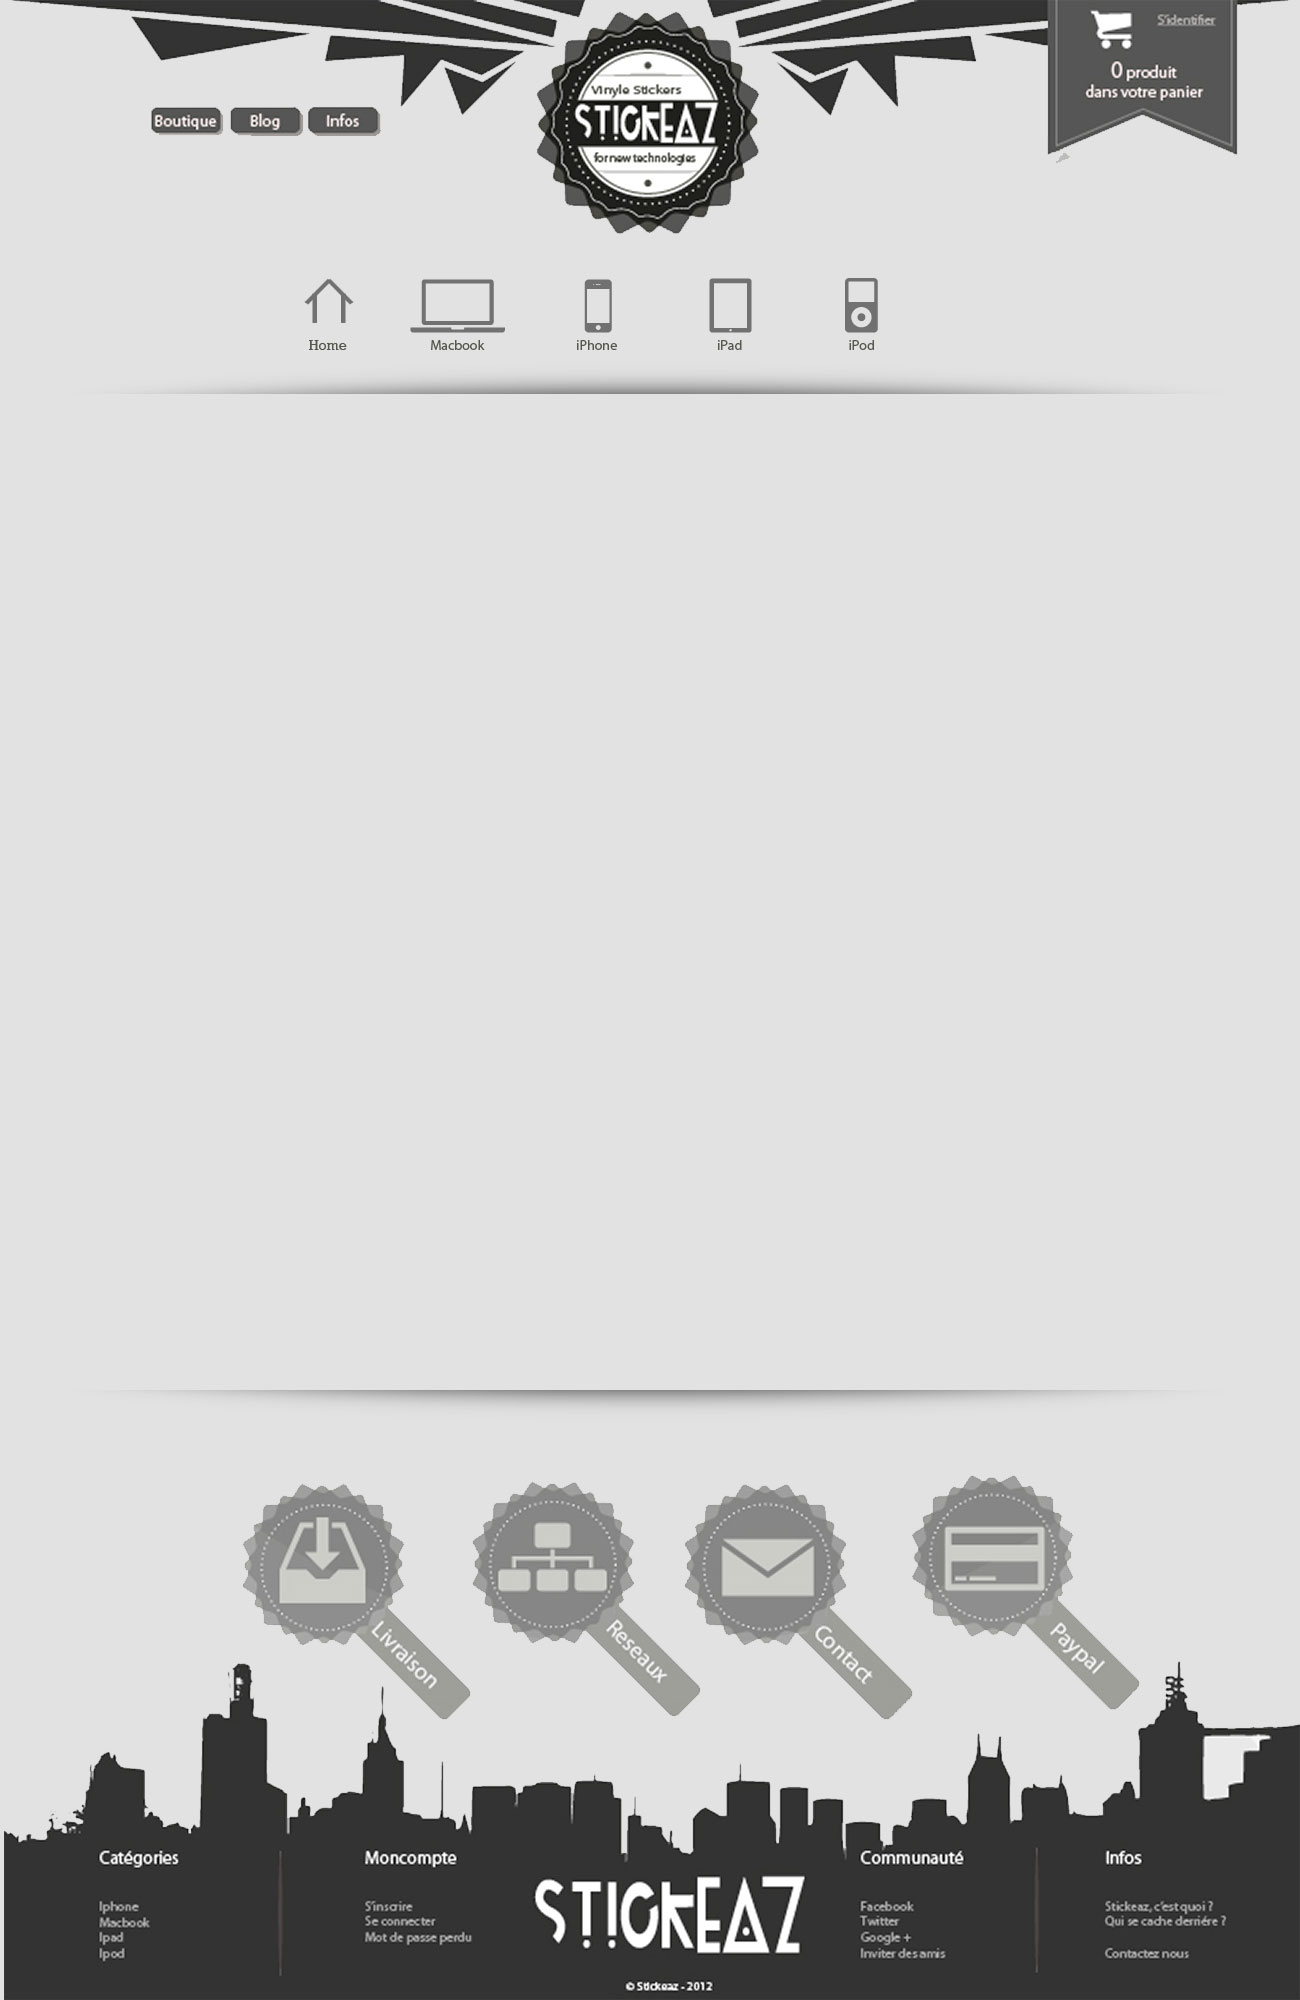 S'identifier
0 produit
dans votre panier
Boutique
Blog
Infos
Vinyle Stickers
STICKEAZ
for new technologies
Home
Macbook
iPhone
iPad
iPod
Livraison
Reseaux
Contact
Paypal
Catégories
Iphone
Macbook
Ipad
Ipod
Moncompte
S'inscrire
Se connecter
Mot de passe perdu
STICKEAZ
© Stickeaz - 2012
Communauté
Facebook
Twitter
Google +
Inviter des amis
Infos
Stickeaz, c'est quoi ?
Qui se cache derriére ?
Contactez nous